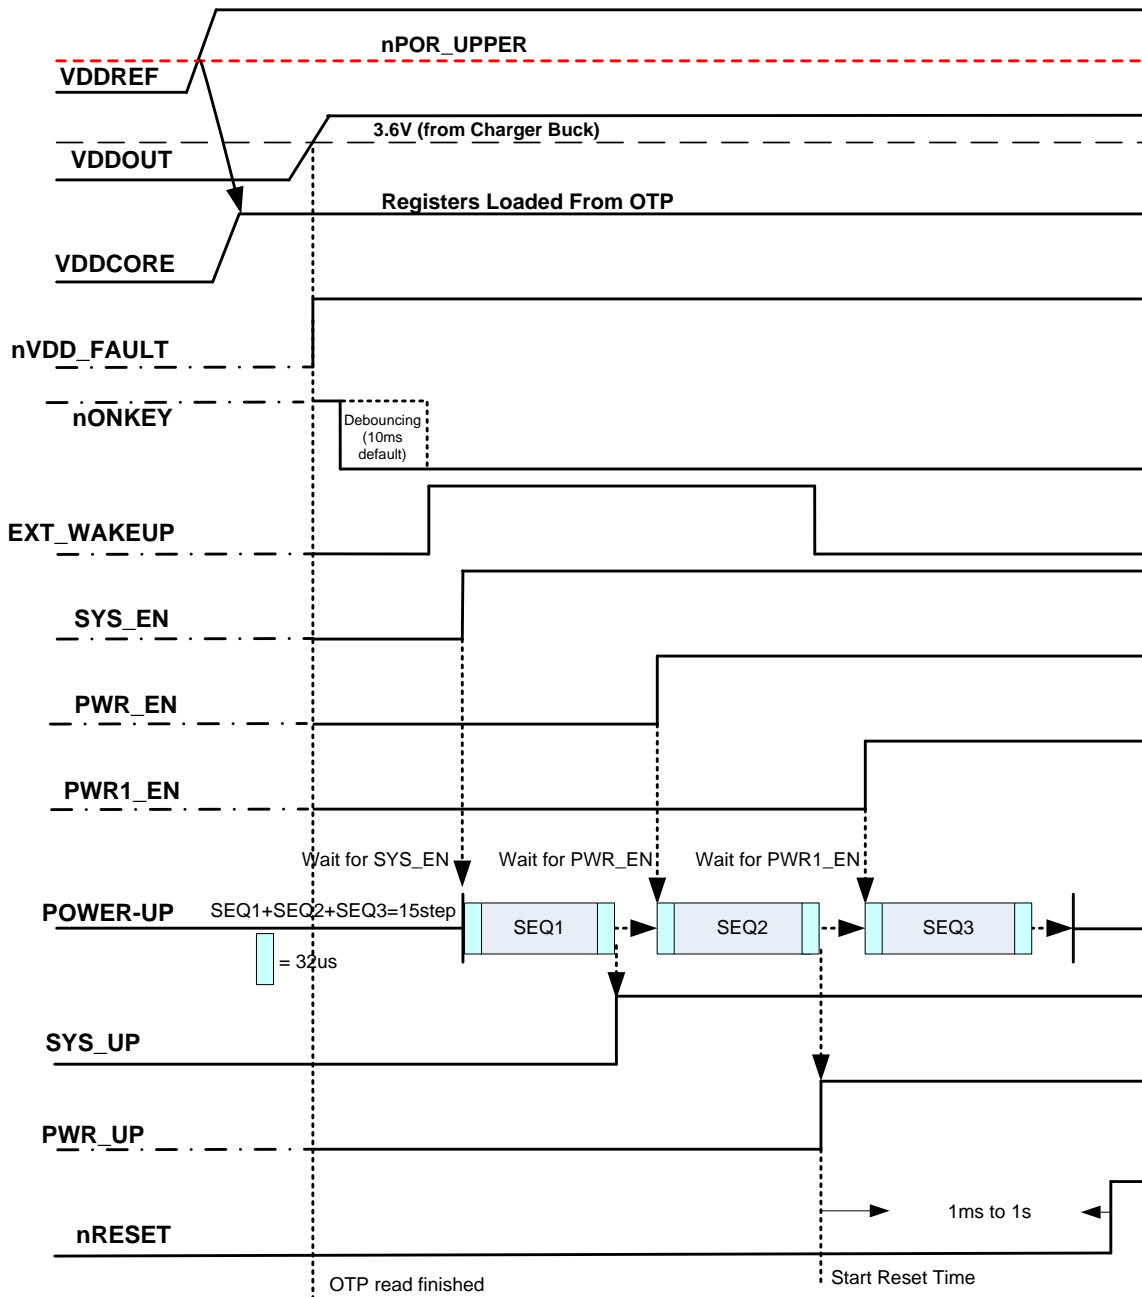 nPOR_UPPER
VDDREF
3.6V (from Charger Buck)
VDDOUT
Registers Loaded From OTP
VDDCORE
nVDD_FAULT
nONKEY
Debouncing
(10ms
default)
EXT_WAKEUP
SYS_EN
PWR_EN
PWR1_EN
Wait for SYS_EN
Wait for PWR_EN
Wait for PWR1_EN
POWER-UP
SEQ1+SEQ2+SEQ3=15step
SEQ1
SEQ2
SEQ3
= 32us
SYS_UP
PWR_UP
1ms to 1s
nRESET
OTP read finished
Start Reset Time